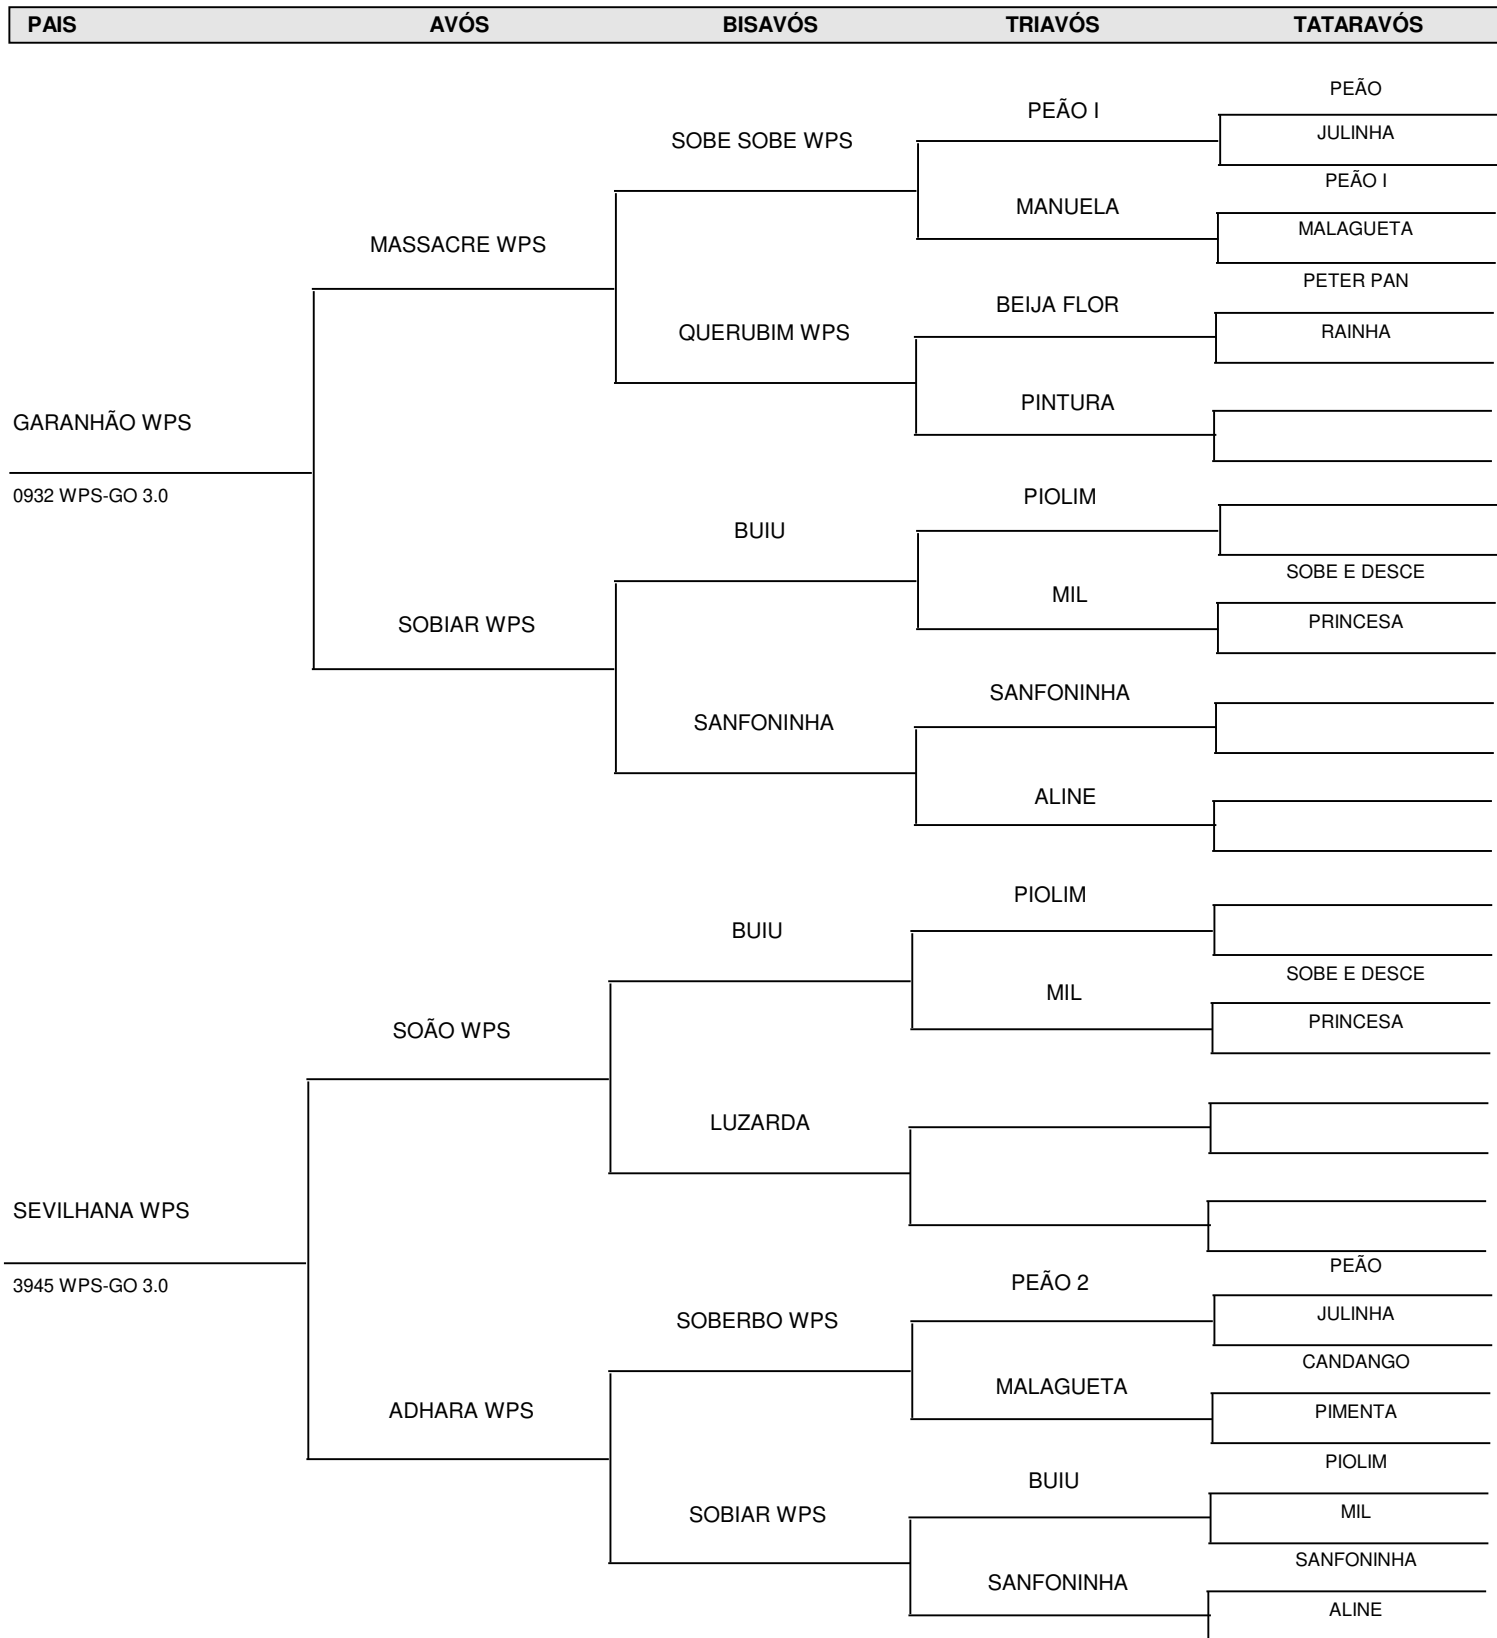 PAIS AVÓS BISAVÓS TRIAVÓS TATARAVÓS
PEÃO
PEÃO I
JULINHA
SOBE SOBE WPS
PEÃO I
MANUELA
MALAGUETA
MASSACRE WPS
PETER PAN
BEIJA FLOR
RAINHA
QUERUBIM WPS
PINTURA
GARANHÃO WPS
0932 WPS-GO 3.0
PIOLIM
BUIU
SOBE E DESCE
MIL
PRINCESA
SOBIAR WPS
SANFONINHA
SANFONINHA
ALINE
PIOLIM
BUIU
SOBE E DESCE
MIL
PRINCESA
SOÃO WPS
LUZARDA
SEVILHANA WPS
3945 WPS-GO 3.0
PEÃO
PEÃO 2
JULINHA
SOBERBO WPS
CANDANGO
MALAGUETA
PIMENTA
ADHARA WPS
PIOLIM
BUIU
MIL
SOBIAR WPS
SANFONINHA
SANFONINHA
ALINE